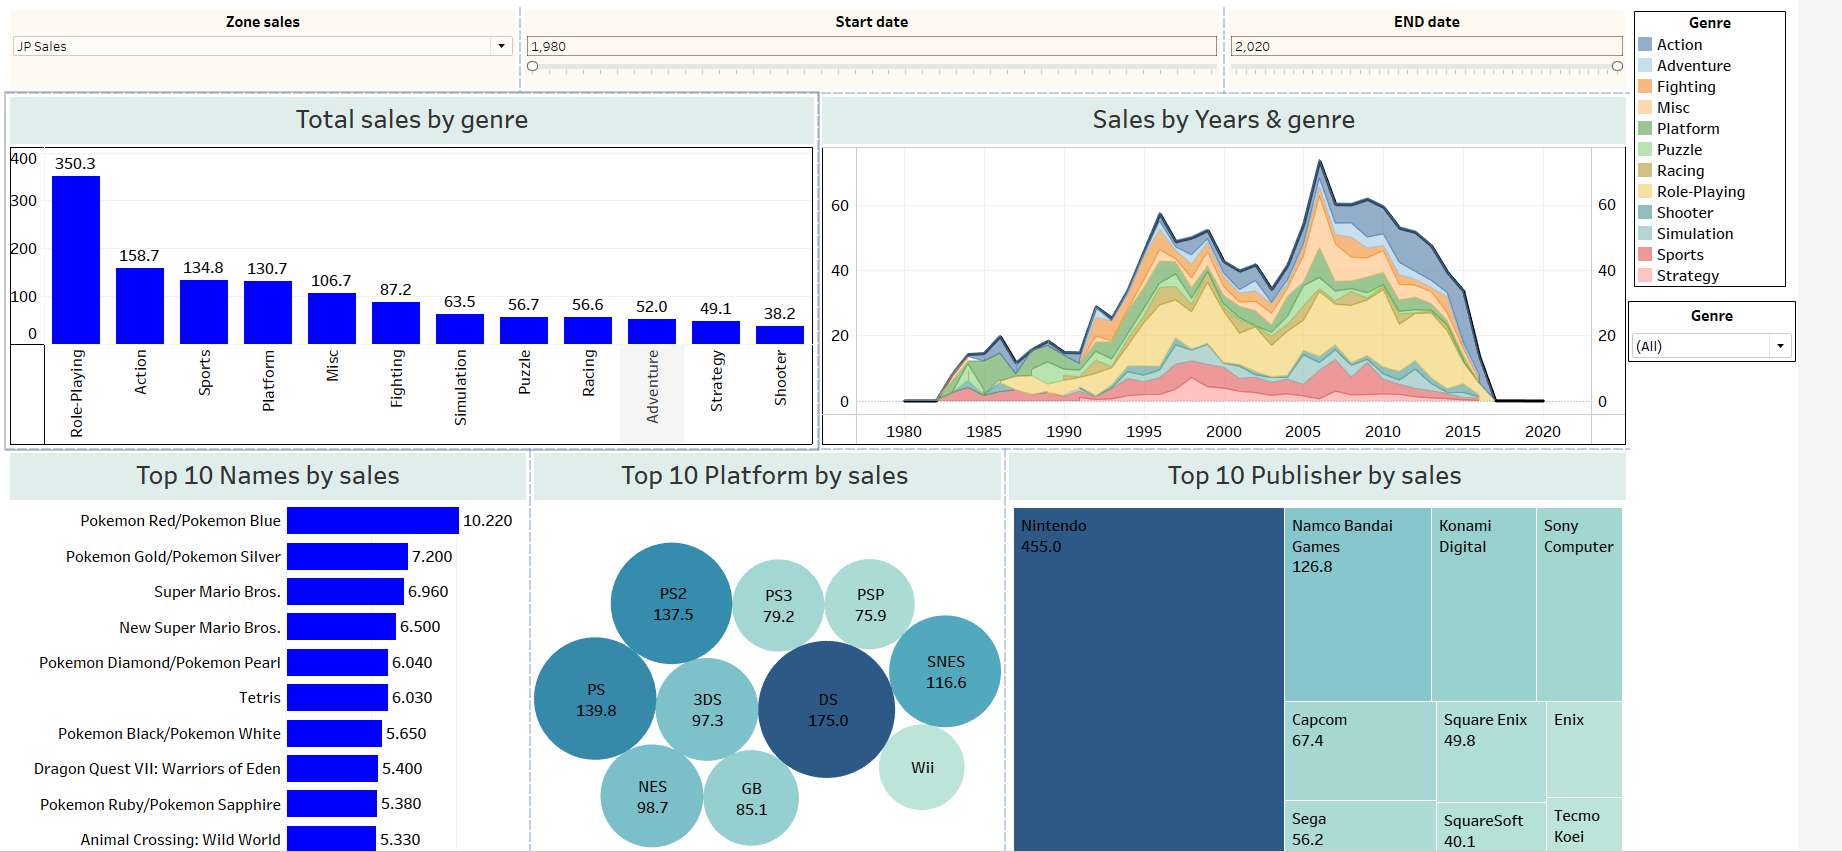 Zone sales
Start date
END date
JP Sales
1,980
2,020
Genre
Action
Adventure
Fighting
Misc
Platform
Puzzle
Racing
Role-Playing
Shooter
Simulation
Sports
Strategy
Genre
(All)
Total sales by genre
400
300
200
100
0
350.3
158.7
134.8
130.7
106.7
87.2
63.5
56.7
56.6
52.0
49.1
38.2
Role-Playing
Action
Sports
Platform
Misc
Fighting
Simulation
Puzzle
Racing
Adventure
Strategy
Shooter
Sales by Years & genre
60
40
20
0
60
40
20
0
1980
1985
1990
1995
2000
2005
2010
2015
2020
Top 10 Names by sales
Pokemon Red/Pokemon Blue 10.220
Pokemon Gold/Pokemon Silver 7.200
Super Mario Bros. 6.960
New Super Mario Bros. 6.500
Pokemon Diamond/Pokemon Pearl 6.040
Tetris 6.030
Pokemon Black/Pokemon White 5.650
Dragon Quest VII: Warriors of Eden 5.400
Pokemon Ruby/Pokemon Sapphire 5.380
Animal Crossing: Wild World 5.330
Top 10 Platform by sales
PS2
137.5
PS3
79.2
PSP
75.9
SNES
116.6
PS
139.8
3DS
97.3
DS
175.0
Wii
NES
98.7
GB
85.1
Top 10 Publisher by sales
Nintendo
455.0
Namco Bandai
Games
126.8
Konami
Digital
Sony
Computer
Capcom
67.4
Square Enix
49.8
Enix
Sega
56.2
SquareSoft
40.1
Tecmo
Koei